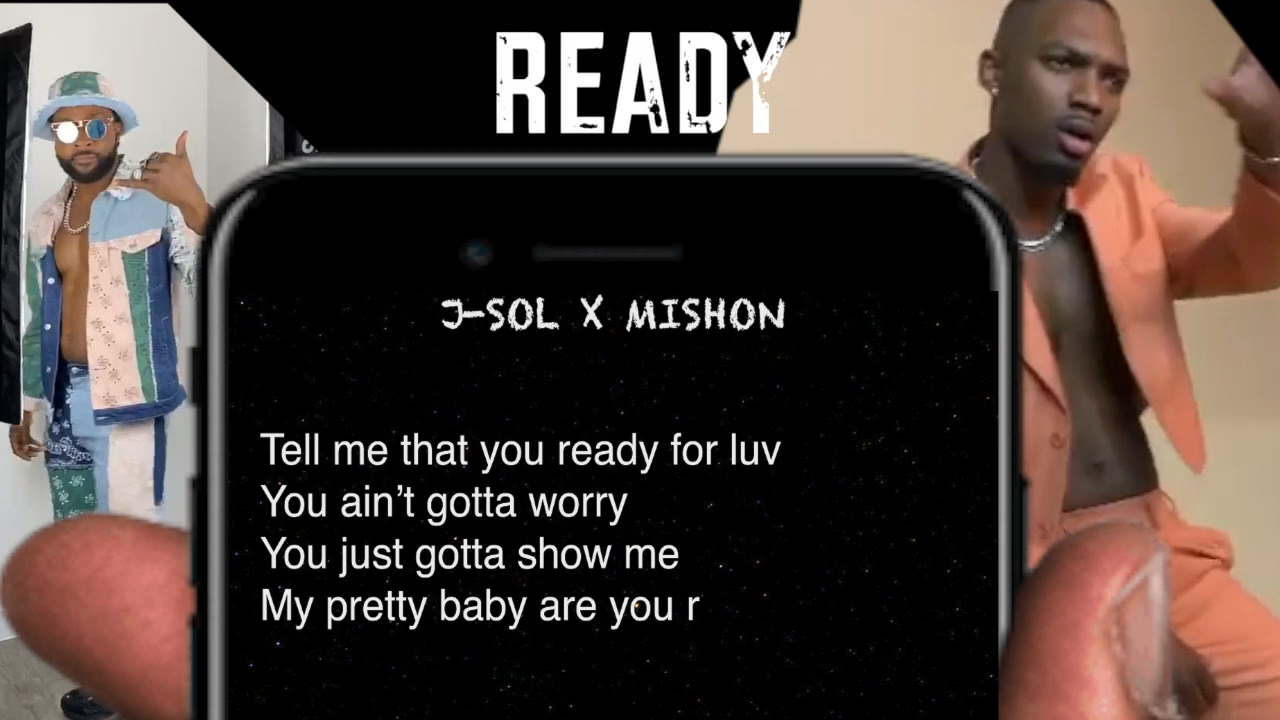 READY
J-SOL X MISHON
Tell me that you ready for luv
You ain’t gotta worry
You just gotta show me
My pretty baby are you r